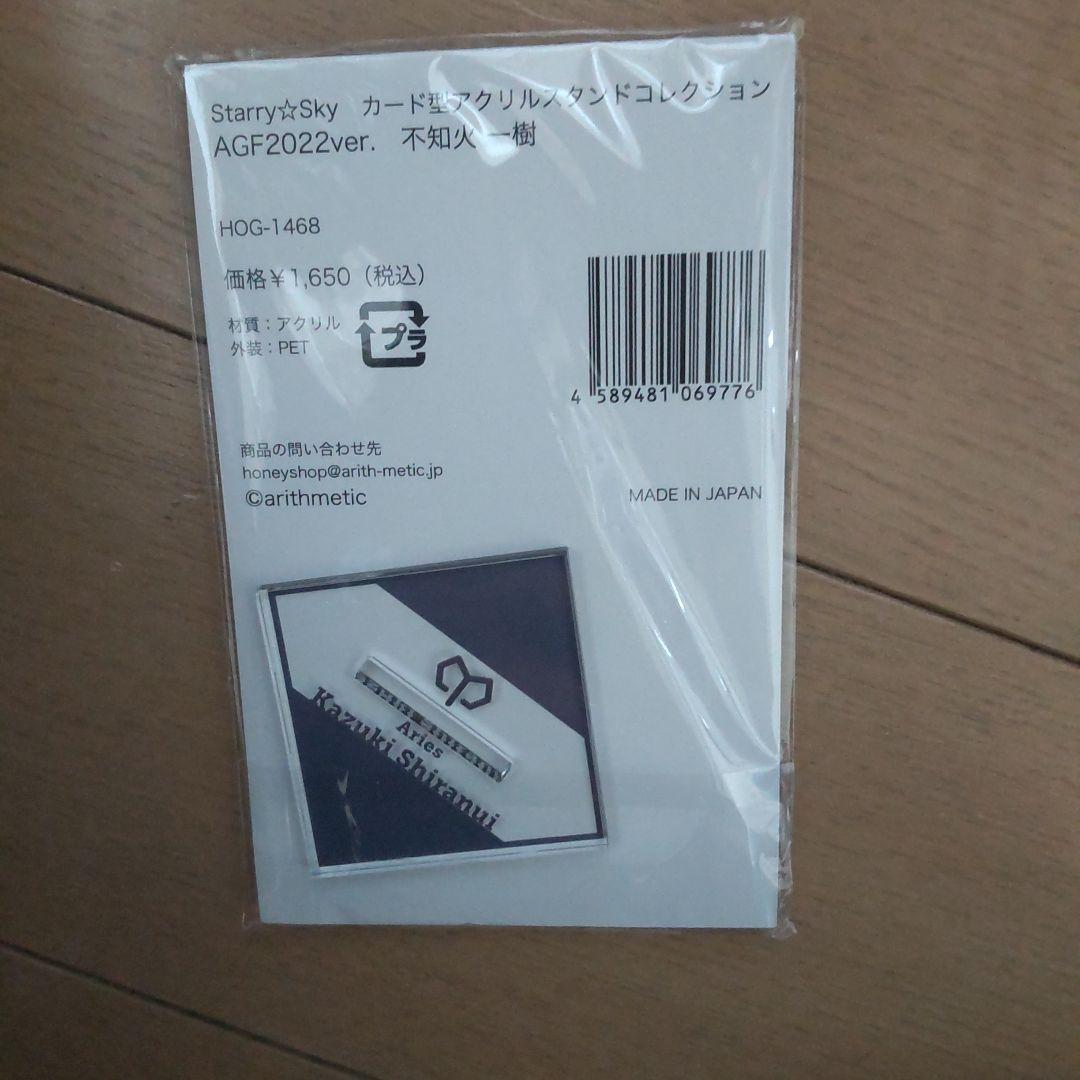 Starry☆Sky　カード型アクリルスタンドコレクション
AGF2022ver.　不知火 一樹
HOG-1468
価格￥1,650（税込）
材質：アクリル
外装：PET
プラ
4 589481 069776
商品の問い合わせ先
honeyshop@arith-metic.jp
©arithmetic
MADE IN JAPAN
Aries
Kazuki Shiranui